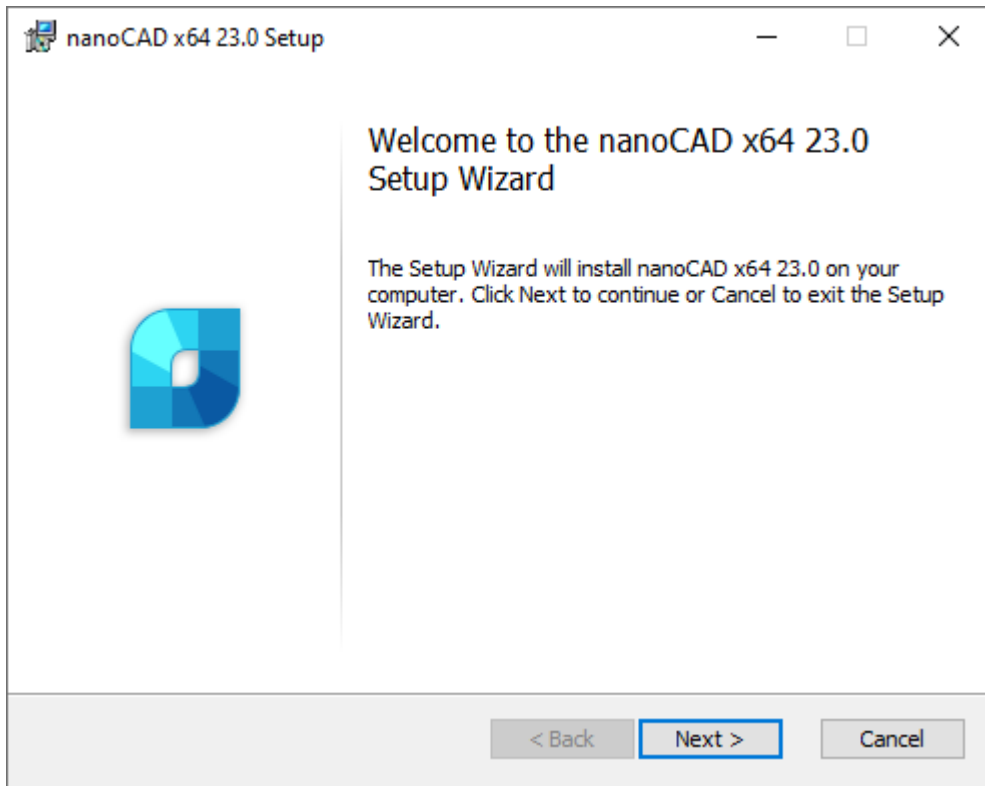 nanoCAD x64 23.0 Setup
Welcome to the nanoCAD x64 23.0
Setup Wizard
The Setup Wizard will install nanoCAD x64 23.0 on your
computer. Click Next to continue or Cancel to exit the Setup
Wizard.
< Back
Next >
Cancel